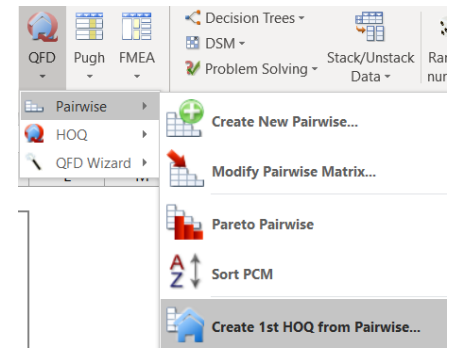 Decision Trees
DSM
Problem Solving
QFD
Pugh
FMEA
Stack/Unstack
Data
Pairwise
HOQ
QFD Wizard
Create New Pairwise...
Modify Pairwise Matrix...
Pareto Pairwise
A
Z
Sort PCM
Create 1st HOQ from Pairwise...